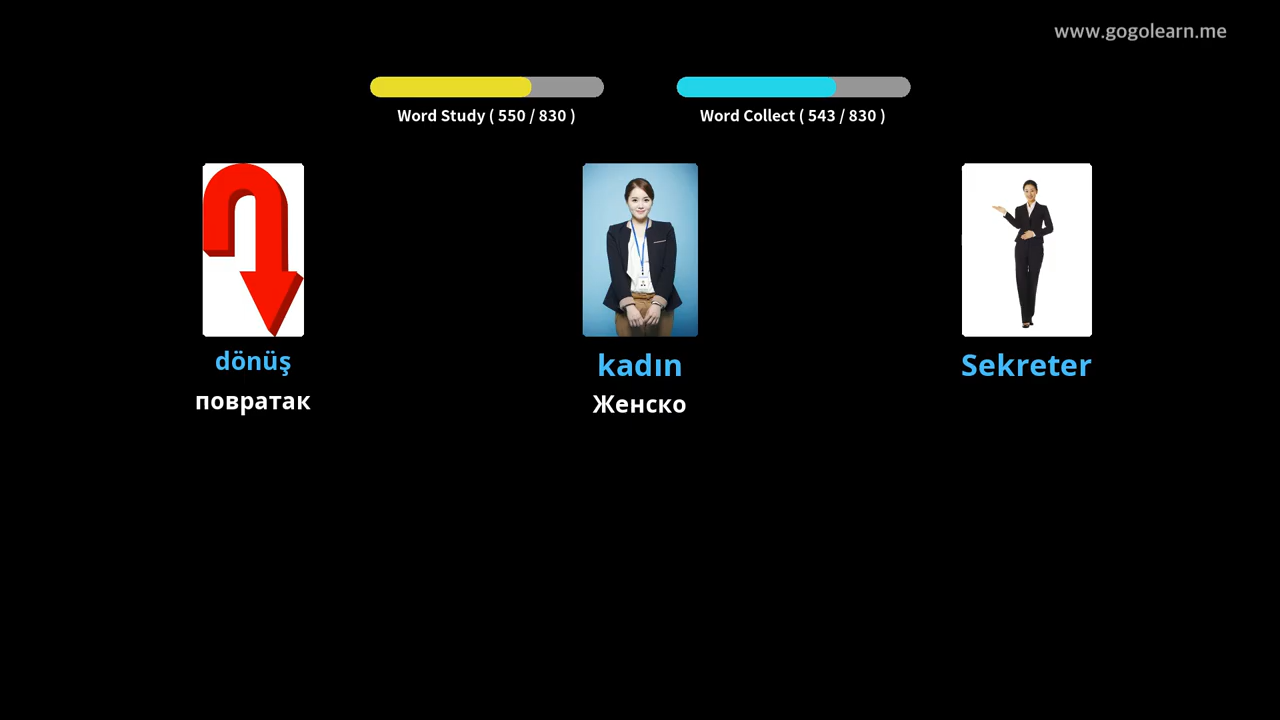 www.gogolearn.me
Word Study ( 550 / 830 )
Word Collect ( 543 / 830 )
dönüş
повратак
kadın
Женско
Sekreter